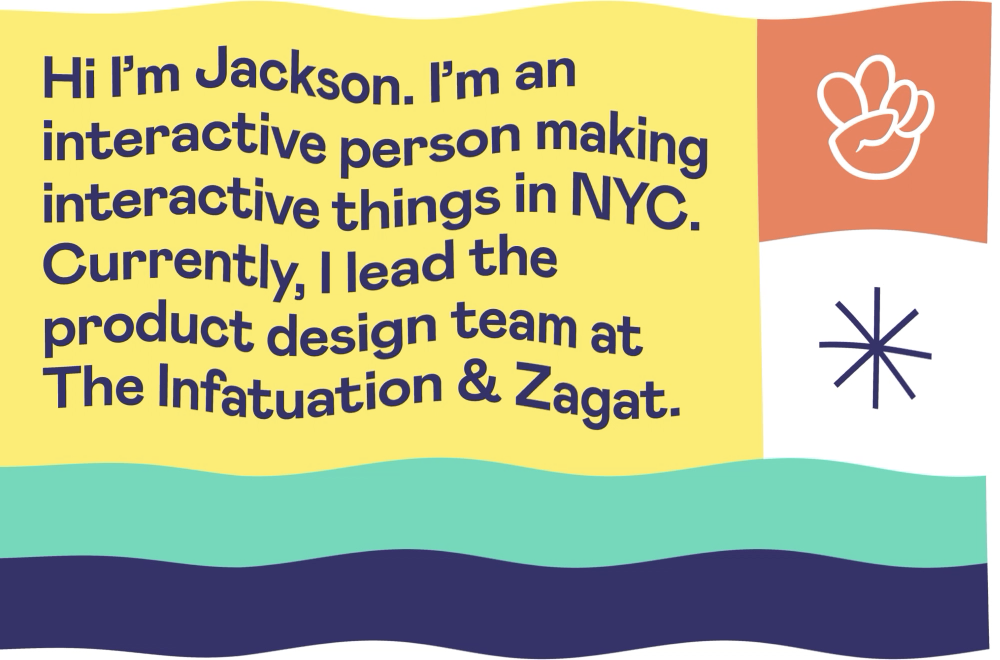 Hi I’m Jackson. I’m an
interactive person making
interactive things in NYC.
Currently, I lead the
product design team at
The Infatuation & Zagat.